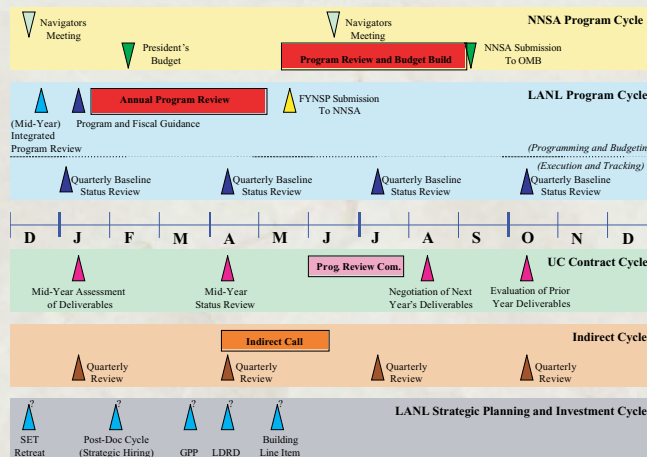 NNSA Program Cycle
Navigators
Meeting
Navigators
Meeting
President's
Budget
Program Review and Budget Build
NNSA Submission
To OMB
LANL Program Cycle
Annual Program Review
FYNSP Submission
To NNSA
(Mid-Year)
Integrated
Program Review
Program and Fiscal Guidance
(Programming and Budgetin
(Execution and Tracking)
Quarterly Baseline
Status Review
Quarterly Baseline
Status Review
Quarterly Baseline
Status Review
Quarterly Baseline
Status Review
D J F M A M J J A S O N D
UC Contract Cycle
Prog. Review Com.
Mid-Year Assessment
of Deliverables
Mid-Year
Status Review
Negotiation of Next
Year's Deliverables
Evaluation of Prior
Year Deliverables
Indirect Cycle
Indirect Call
Quarterly
Review
Quarterly
Review
Quarterly
Review
Quarterly
Review
LANL Strategic Planning and Investment Cycle
? ? ? ? ?
SET
Retreat
Post-Doc Cycle
(Strategic Hiring)
GPP
LDRD
Building
Line Item